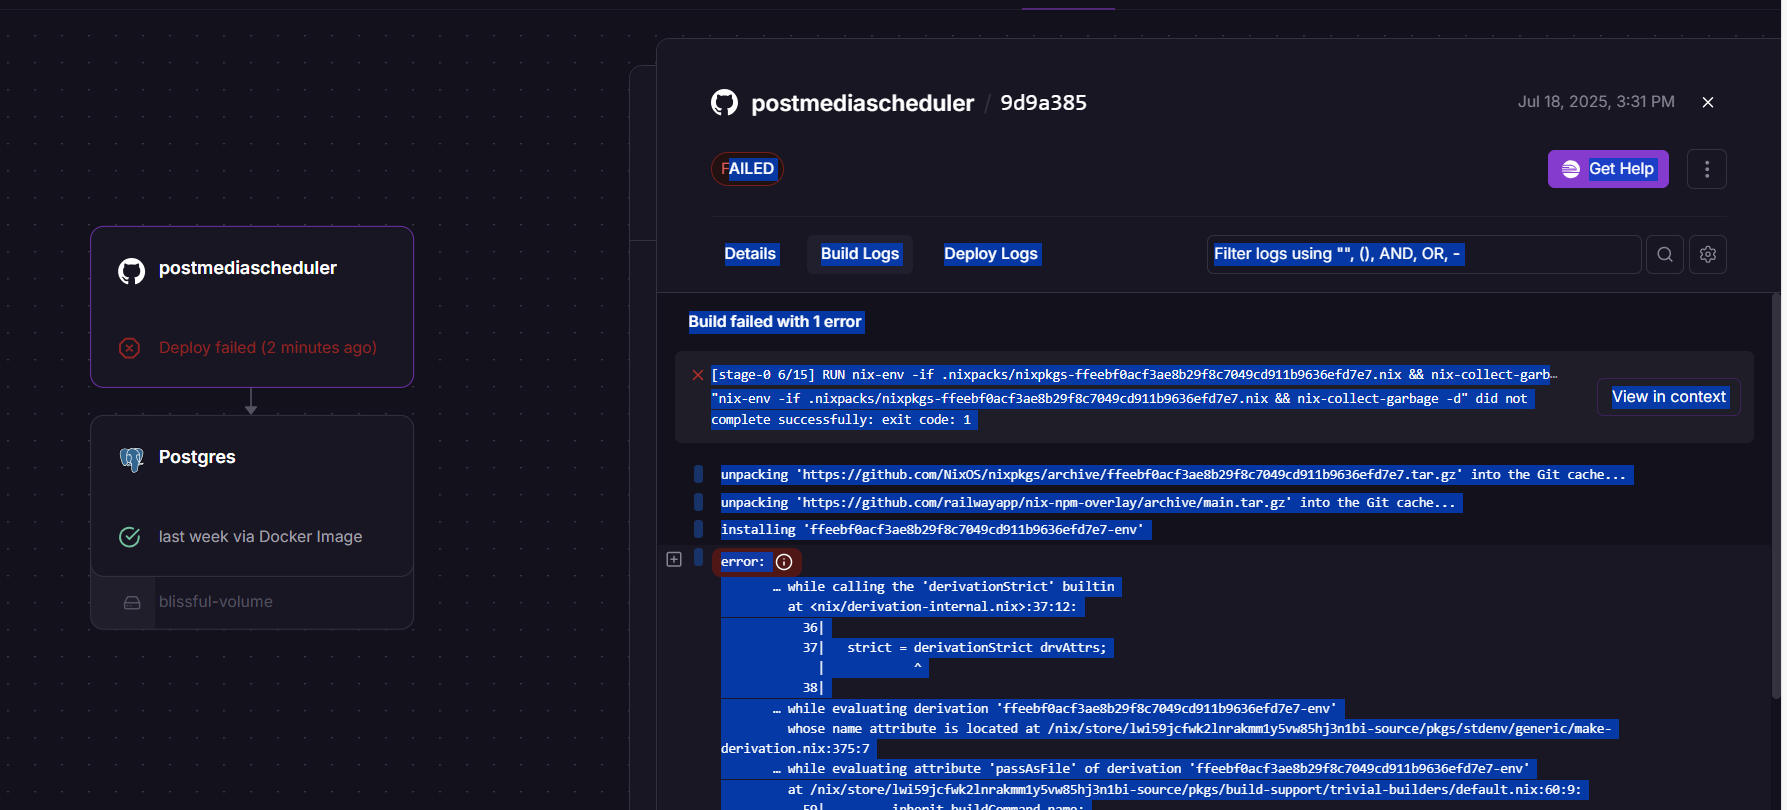 postmediascheduler / 9d9a385
Jul 18, 2025, 3:31 PM
FAILED
Get Help
Details
Build Logs
Deploy Logs
Filter logs using "", (), AND, OR, -
postmediascheduler
Deploy failed (2 minutes ago)
Postgres
last week via Docker Image
blissful-volume
Build failed with 1 error
[stage-0 6/15] RUN nix-env -if .nixpacks/nixpkgs-ffeebf0acf3ae8b29f8c7049cd911b9636efd7e7.nix && nix-collect-garb…
"nix-env -if .nixpacks/nixpkgs-ffeebf0acf3ae8b29f8c7049cd911b9636efd7e7.nix && nix-collect-garbage -d" did not
complete successfully: exit code: 1
View in context
unpacking 'https://github.com/NixOS/nixpkgs/archive/ffeebf0acf3ae8b29f8c7049cd911b9636efd7e7.tar.gz' into the Git cache...
unpacking 'https://github.com/railwayapp/nix-npm-overlay/archive/main.tar.gz' into the Git cache...
installing 'ffeebf0acf3ae8b29f8c7049cd911b9636efd7e7-env'
error:
… while calling the 'derivationStrict' builtin
at <nix/derivation-internal.nix>:37:12:
36|
37|   strict = derivationStrict drvAttrs;
|            ^
38|
… while evaluating derivation 'ffeebf0acf3ae8b29f8c7049cd911b9636efd7e7-env'
whose name attribute is located at /nix/store/lwi59jcfwk2lnrakmm1y5vw85hj3n1bi-source/pkgs/stdenv/generic/make-
derivation.nix:375:7
… while evaluating attribute 'passAsFile' of derivation 'ffeebf0acf3ae8b29f8c7049cd911b9636efd7e7-env'
at /nix/store/lwi59jcfwk2lnrakmm1y5vw85hj3n1bi-source/pkgs/build-support/trivial-builders/default.nix:60:9:
59|         inherit buildCommand name;